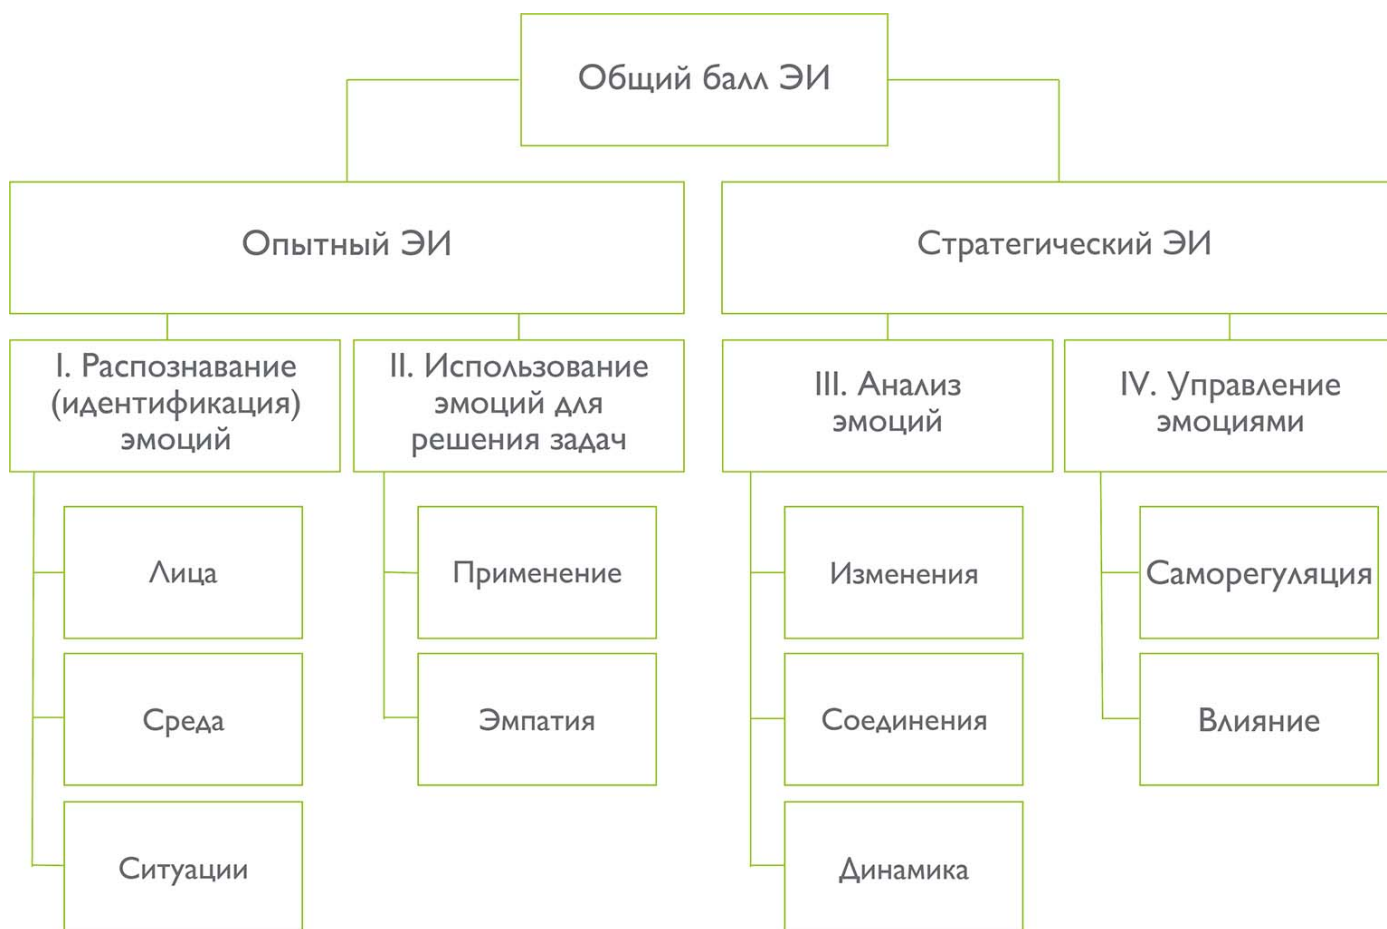 Общий балл ЭИ
Опытный ЭИ
Стратегический ЭИ
I. Распознавание
(идентификация)
эмоций
II. Использование
эмоций для
решения задач
III. Анализ
эмоций
IV. Управление
эмоциями
Лица
Применение
Изменения
Саморегуляция
Среда
Эмпатия
Соединения
Влияние
Ситуации
Динамика